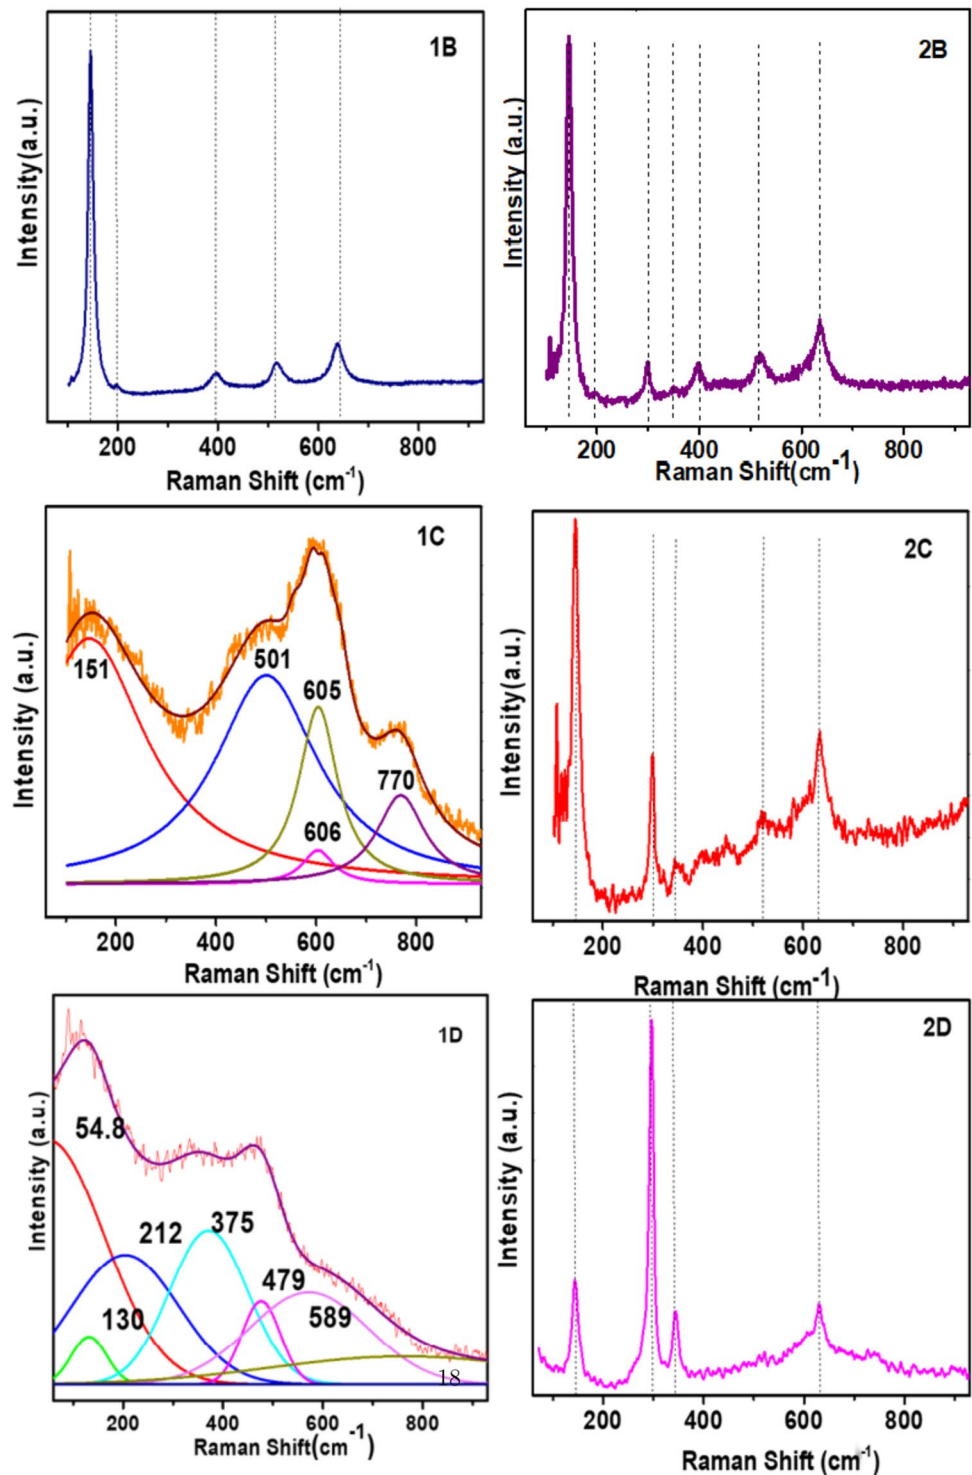 1B
Intensity(a.u.)
200 400 600 800
Raman Shift (cm-1)
2B
Intensity (a.u.)
200 400 600 800
Raman Shift(cm-1)
1C
Intensity (a.u.)
151
501
605
770
606
200 400 600 800
Raman Shift (cm-1)
2C
Intensity(a.u.)
200 400 600 800
Raman Shift (cm-1)
1D
Intensity (a.u.)
54.8
212
375
479
130
589
18
200 400 600 800
Raman Shift(cm-1)
2D
Intensity (a.u.)
200 400 600 800
Raman Shift (cm-1)